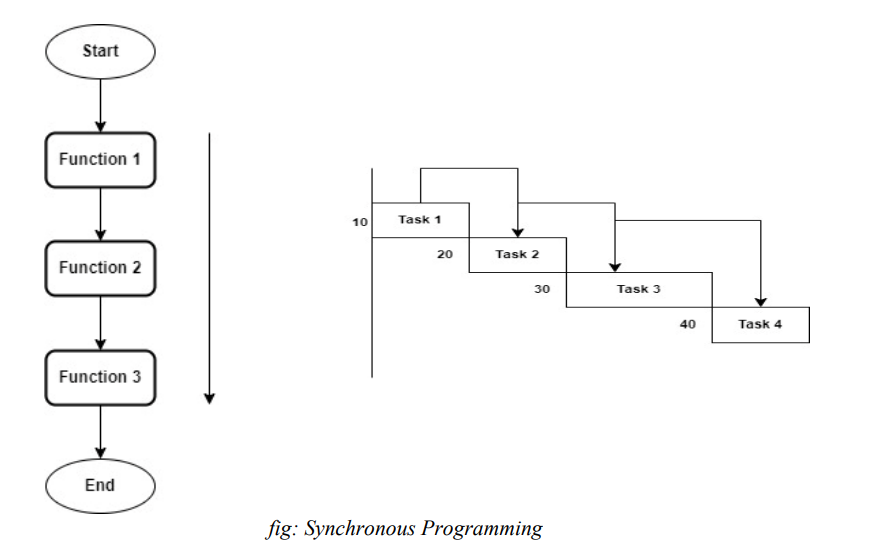 Start
Function 1
Function 2
Function 3
End
10
Task 1
20
Task 2
30
Task 3
40
Task 4
fig: Synchronous Programming